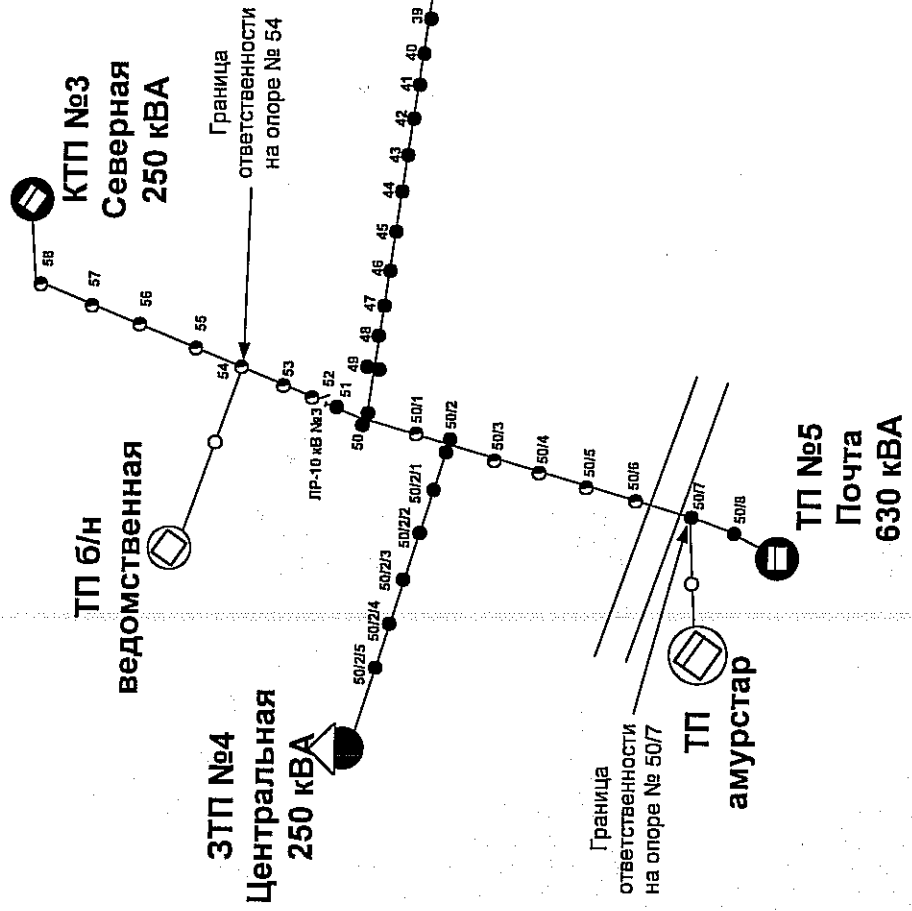 КТП №3
Северная
250 кВА
Граница
ответственности
на опоре № 54
39
40
41
42
43
44
45
46
47
48
49
58
57
56
55
54
53
52
51
ЛР-10 кВ №3
50
ТП б/н
ведомственная
50/1
50/2
50/3
50/4
50/5
50/6
50/7
50/8
50/2/1
50/2/2
50/2/3
50/2/4
50/2/5
ЗТП №4
Центральная
250 кВА
ТП №5
Почта
630 кВА
ТП
амурстар
Граница
ответственности
на опоре № 50/7